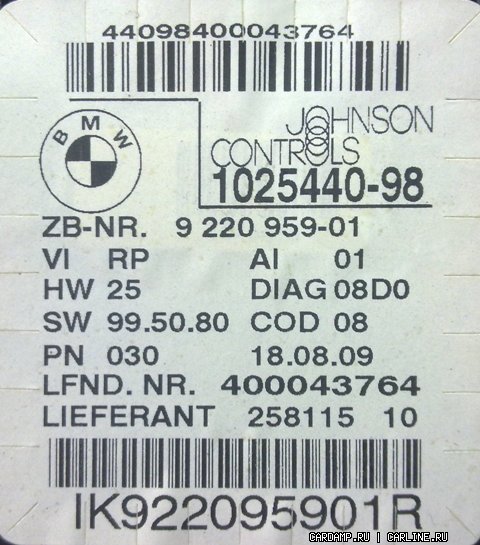 44098400043764
BMW
JOHNSON
CONTROLS
1025440-98
ZB-NR. 9 220 959-01
VI RP AI 01
HW 25 DIAG 08D0
SW 99.50.80 COD 08
PN 030 18.08.09
LFND. NR. 400043764
LIEFERANT 258115 10
IK922095901R
CARDAMP.RU | CARLINE.RU